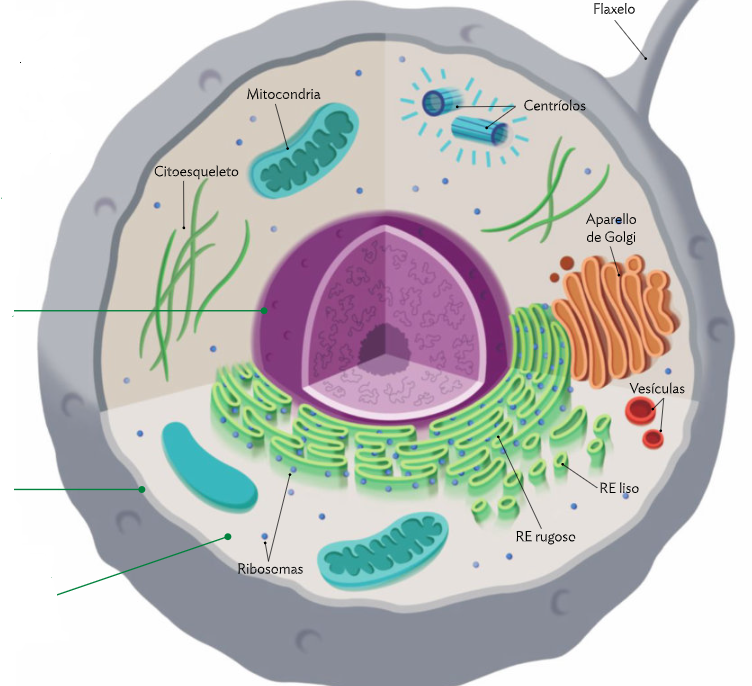 Flaxelo
Mitocondria
Centríolos
Citoesqueleto
Aparello
de Golgi
Vesículas
RE liso
RE rugoso
Ribosomas